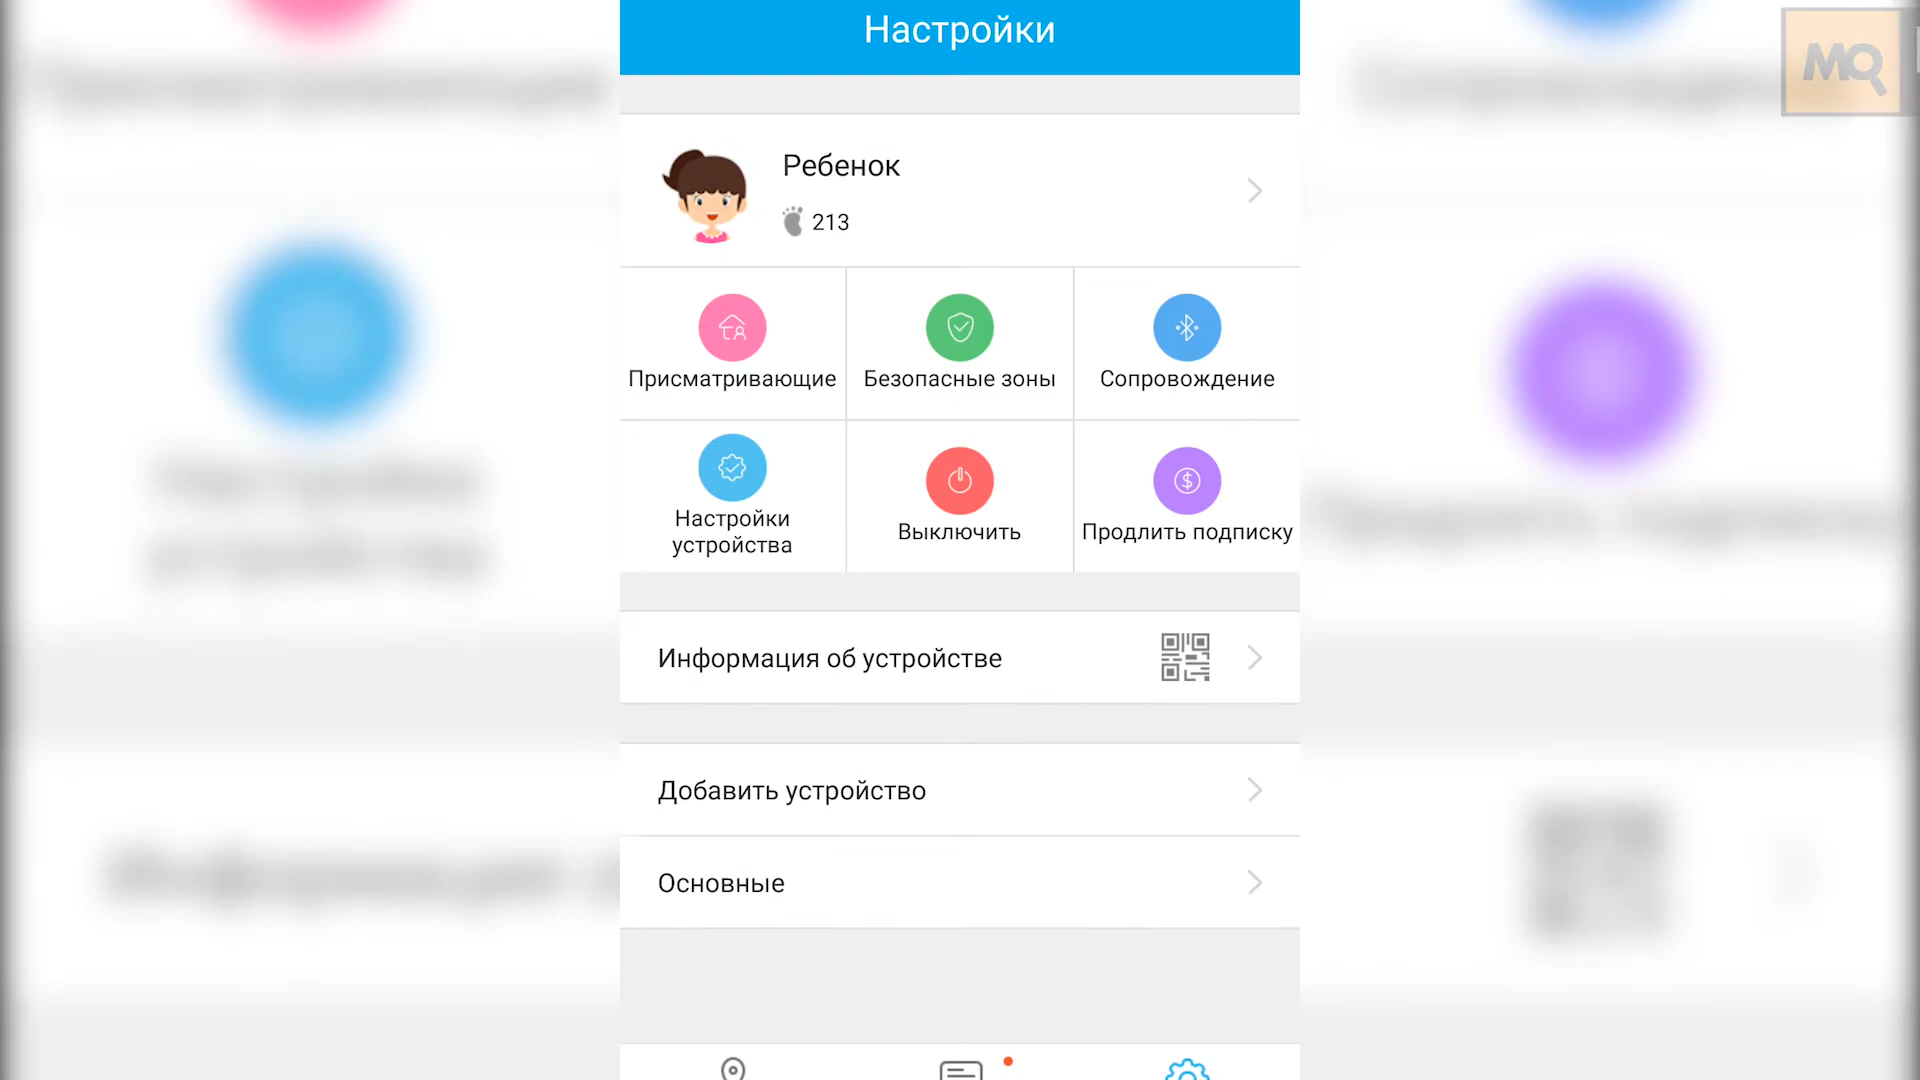 Настройки
MQ
Ребенок
213
Присматривающие
Безопасные зоны
Сопровождение
Настройки
устройства
Выключить
Продлить подписку
Информация об устройстве
Добавить устройство
Основные